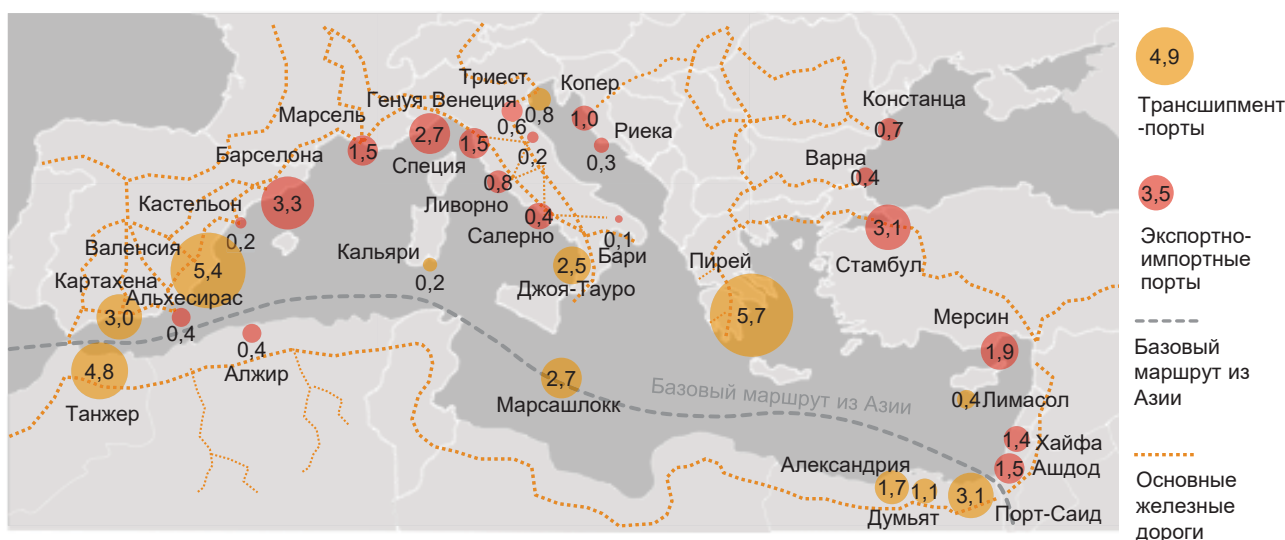 Триест
0,8
Копер
1,0
Генуя
2,7
Венеция
0,6
Марсель
1,5
Специя
1,5
0,2
Риека
0,3
Констанца
0,7
Варна
0,4
Барселона
3,3
Ливорно
0,8
Кастельон
0,2
Салерно
0,4
Бари
0,1
Стамбул
3,1
Валенсия
5,4
Кальяри
0,2
Джоя-Тауро
2,5
Пирей
5,7
Картахена
Альхесирас
3,0
0,4
Алжир
0,4
Мерсин
1,9
Танжер
4,8
Марсашлокк
2,7
Базовый маршрут из Азии
0,4
Лимасол
1,4
Хайфа
1,5
Ашдод
Александрия
1,7
1,1
Думьят
3,1
Порт-Саид
4,9
Трансшипмент
-порты
3,5
Экспортно-
импортные
порты
Базовый
маршрут из
Азии
Основные
железные
дороги